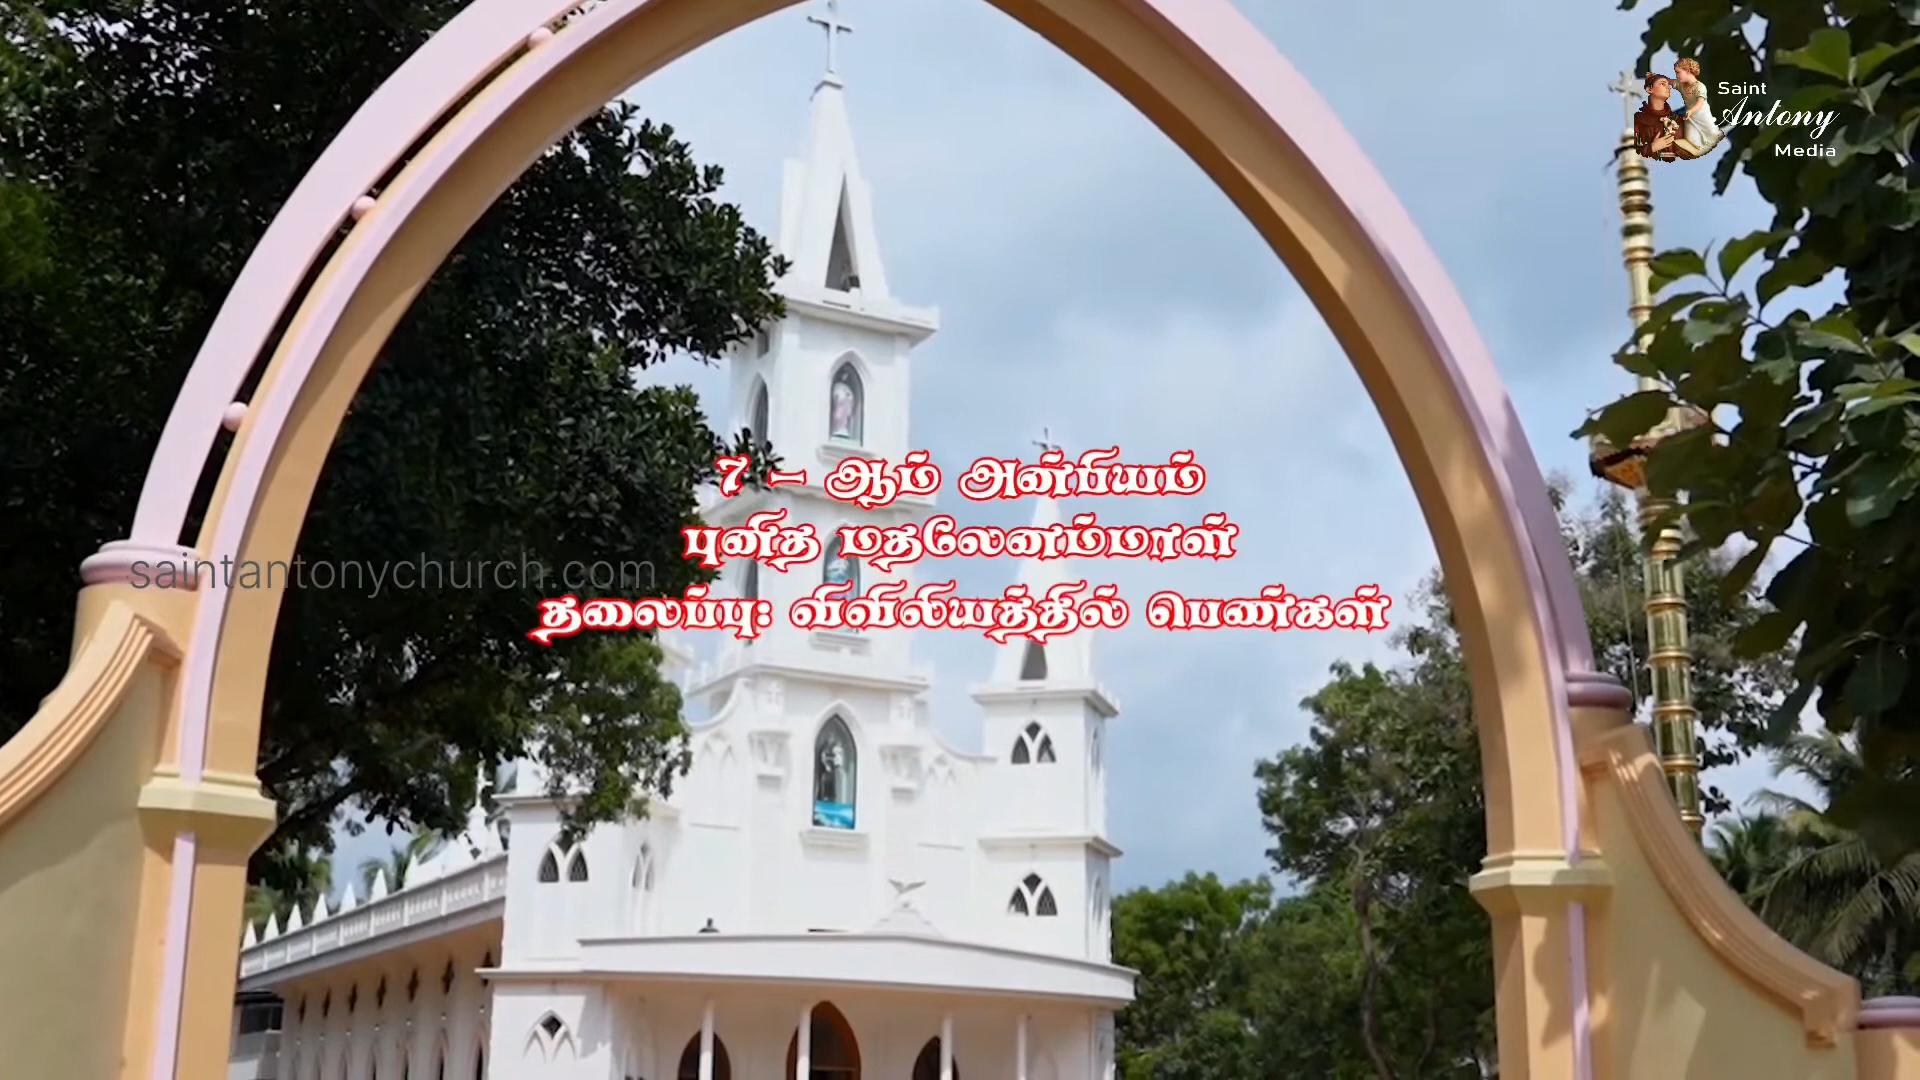 Saint
Antony
Media
7 - ஆம் அன்பியம்
புனித மதலேனம்மாள்
saintantonychurch.com
தலைப்பு: விவிலியத்தில் பெண்கள்